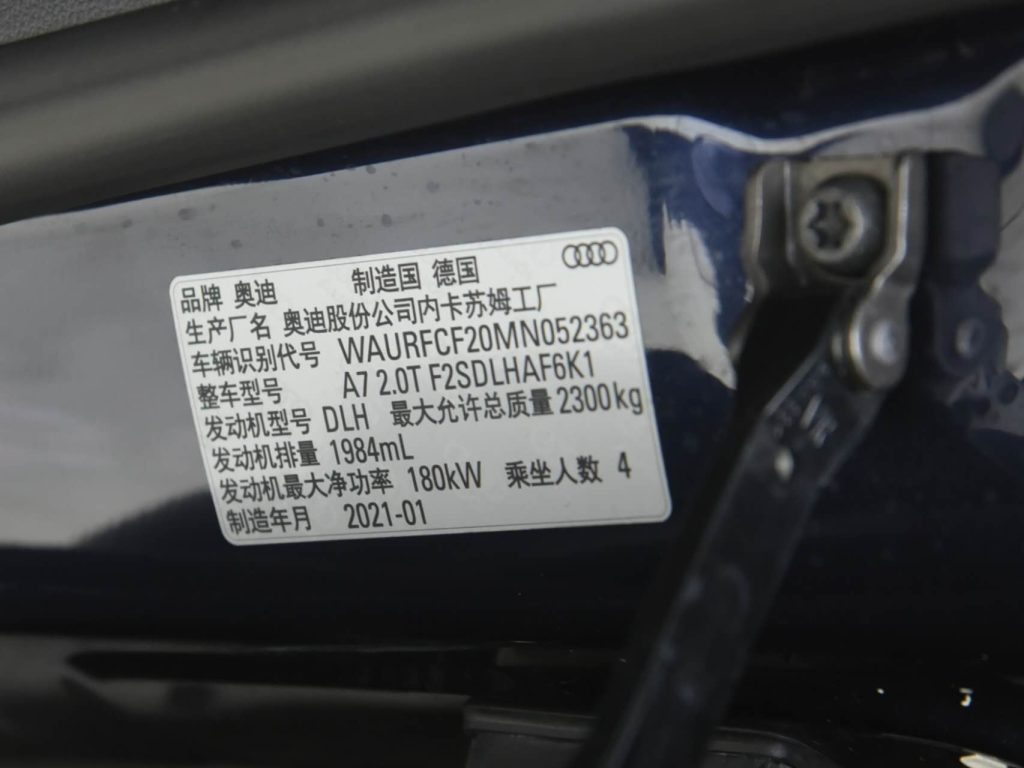 品牌 奥迪 制造国 德国
生产厂名 奥迪股份公司内卡苏姆工厂
车辆识别代号 WAURFCF20MN052363
整车型号 A7 2.0T F2SDLHAF6K1
发动机型号 DLH 最大允许总质量 2300kg
发动机排量 1984mL
发动机最大净功率 180kW 乘坐人数 4
制造年月 2021-01